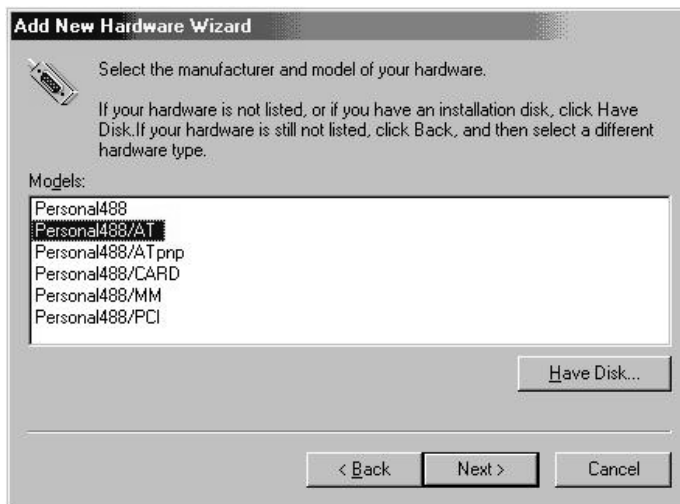 Add New Hardware Wizard
Select the manufacturer and model of your hardware.
If your hardware is not listed, or if you have an installation disk, click Have
Disk.If your hardware is still not listed, click Back, and then select a different
hardware type.
Models:
Personal488
Personal488/AT
Personal488/ATpnp
Personal488/CARD
Personal488/MM
Personal488/PCI
Have Disk...
< Back Next > Cancel